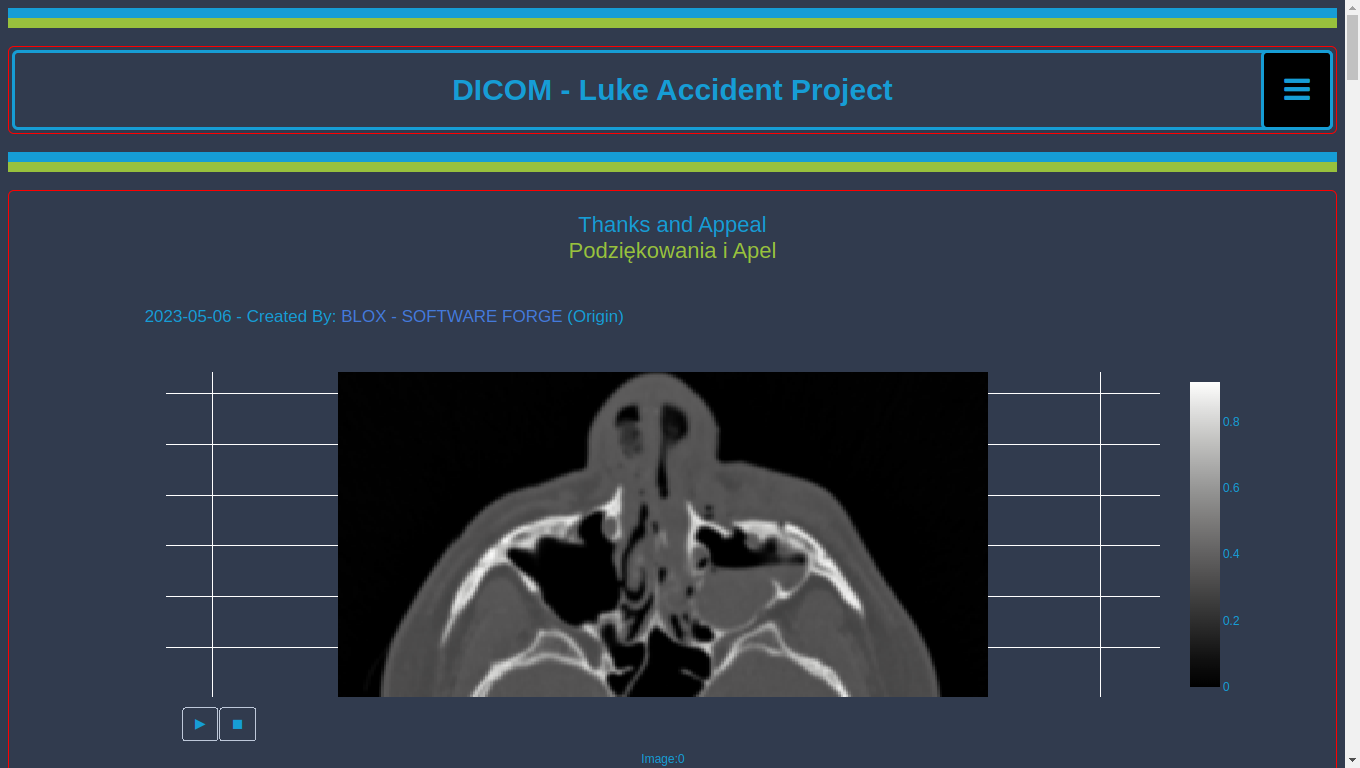 DICOM - Luke Accident Project
Thanks and Appeal
Podziękowania i Apel
2023-05-06 - Created By: BLOX - SOFTWARE FORGE (Origin)
0.8
0.6
0.4
0.2
0
Image:0